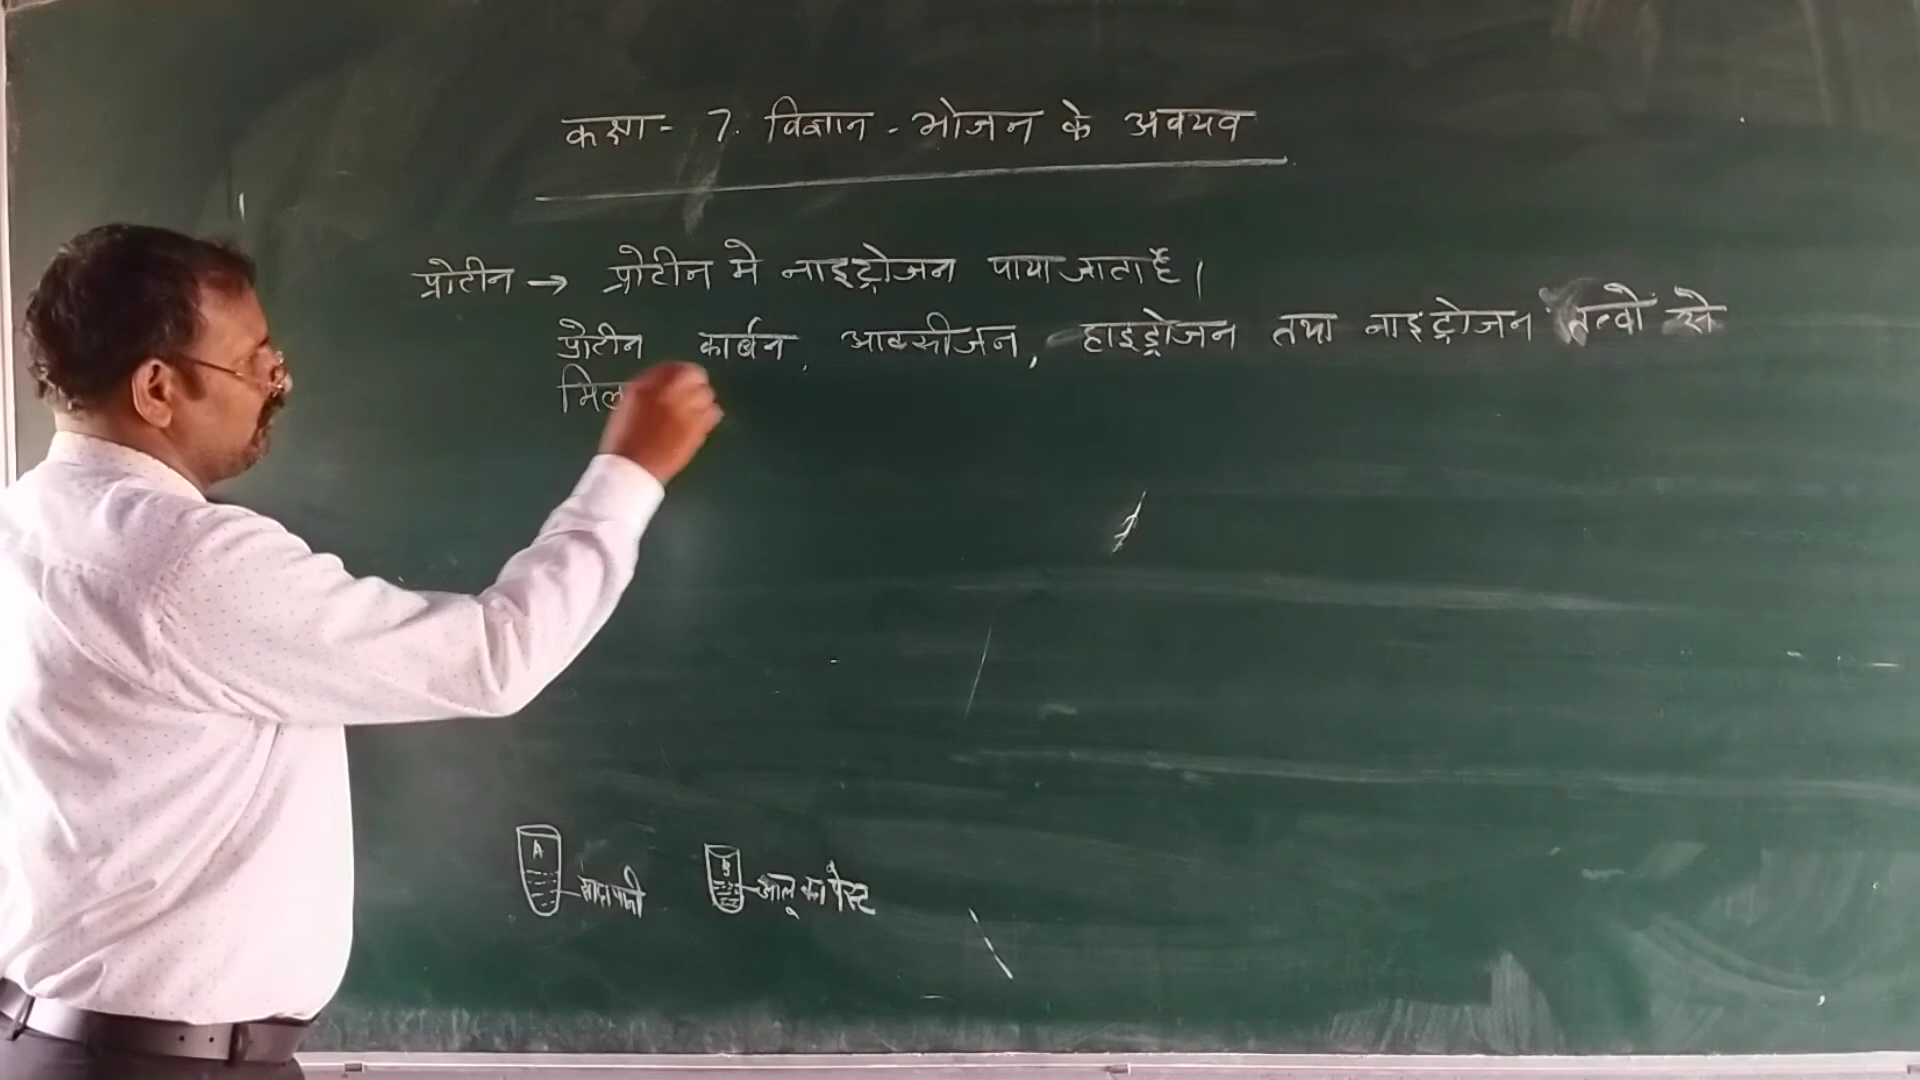 कक्षा - 7. विज्ञान - भोजन के अवयव
प्रोटीन → प्रोटीन मे नाइट्रोजन पाया जाता है।
प्रोटीन कार्बन, आक्सीजन, हाइड्रोजन तथा नाइट्रोजन तत्वों से
मिल
A
B
आलू का पेस्ट